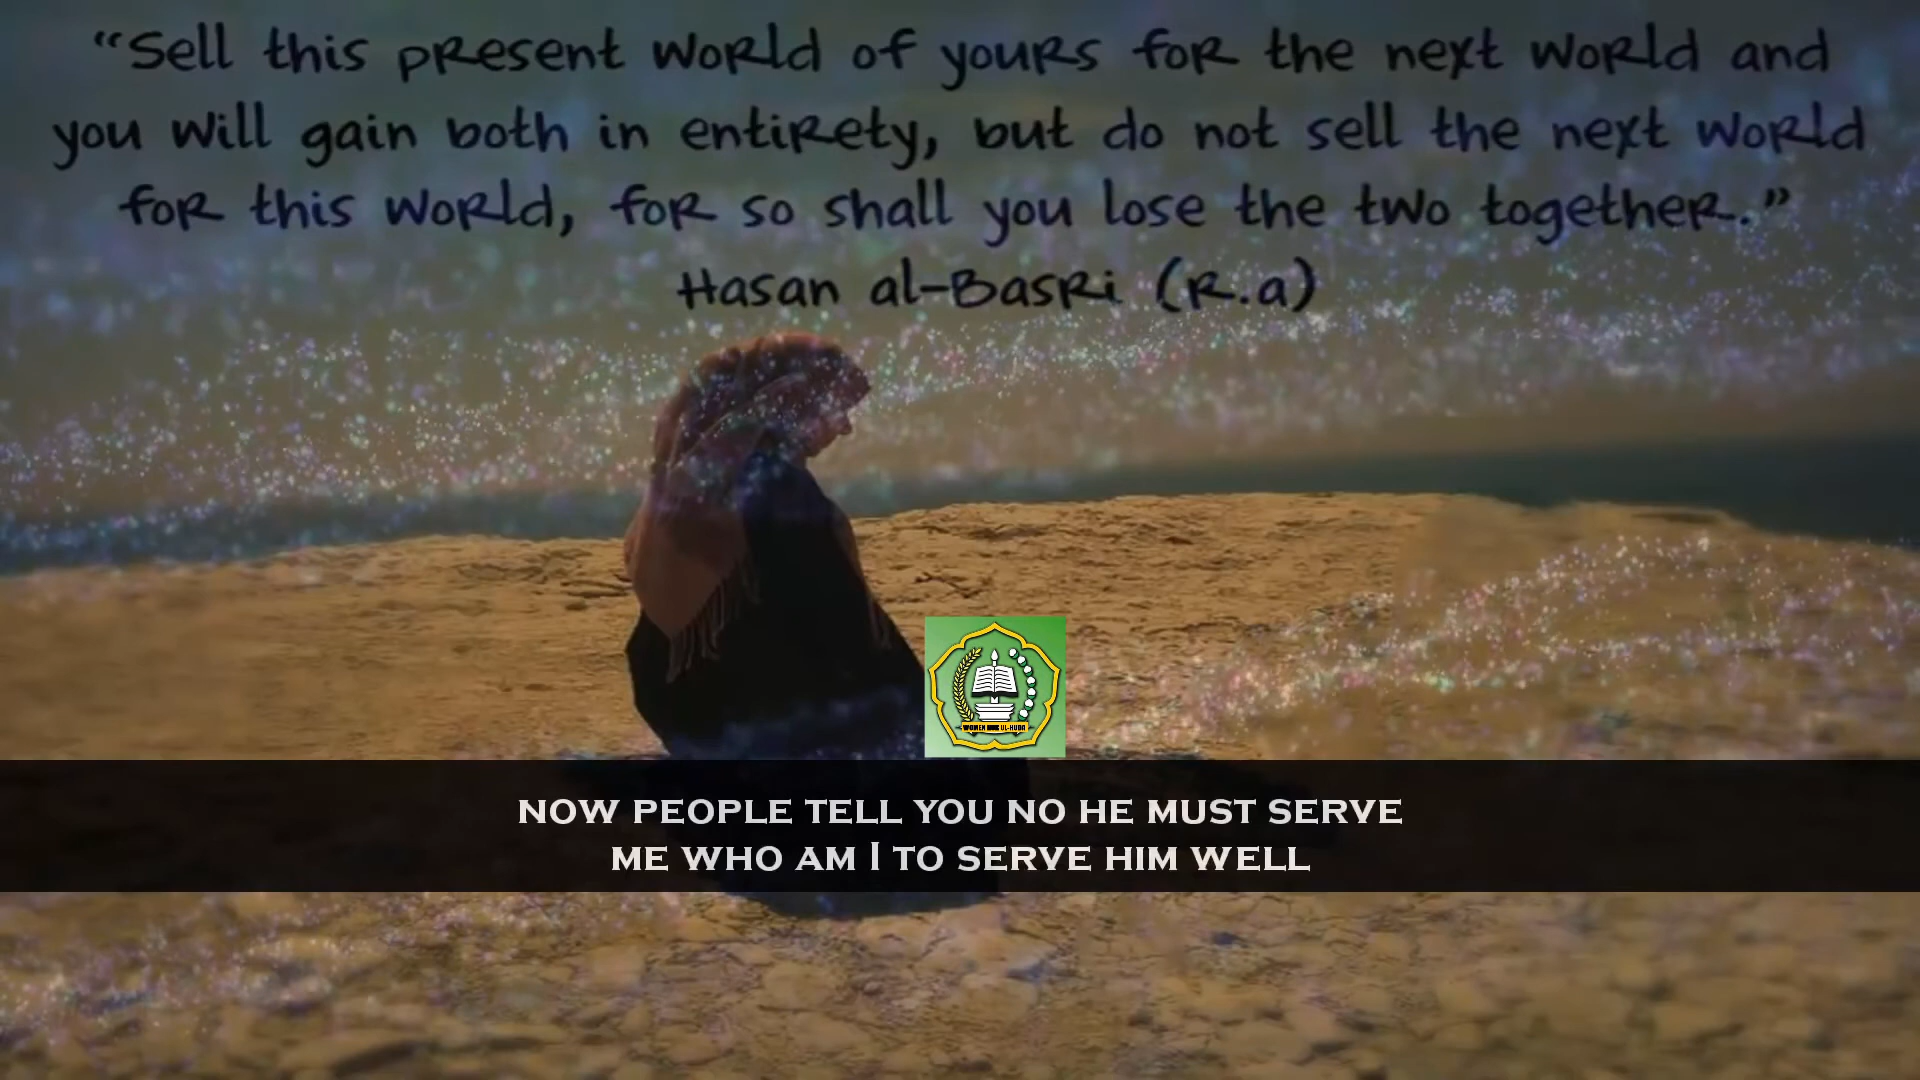 “Sell this present world of yours for the next world and
you will gain both in entirety, but do not sell the next world
for this world, for so shall you lose the two together.”
Hasan al-Basri (R.a)
NOW PEOPLE TELL YOU NO HE MUST SERVE
ME WHO AM I TO SERVE HIM WELL